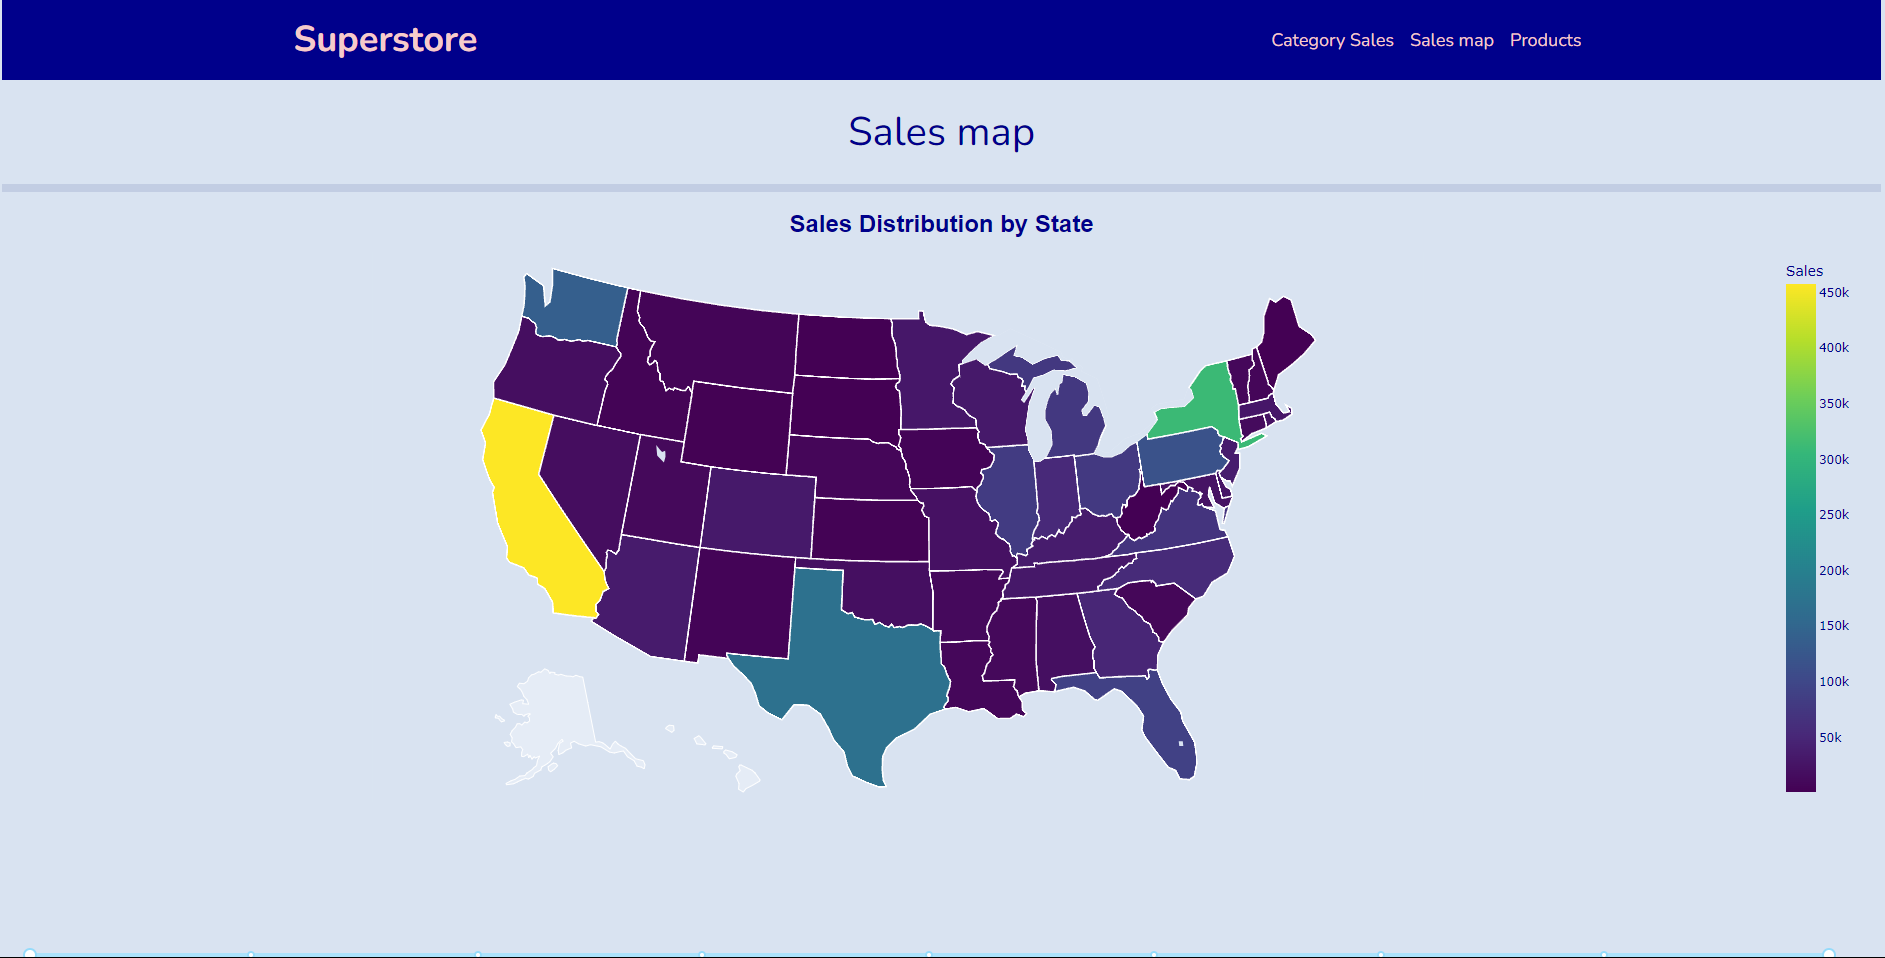 Superstore
Category Sales Sales map Products
Sales map
Sales Distribution by State
Sales
450k
400k
350k
300k
250k
200k
150k
100k
50k